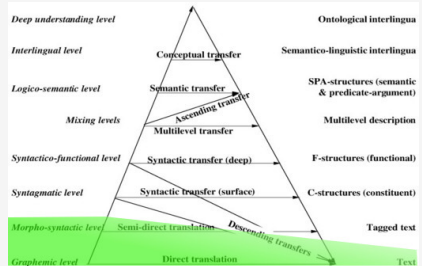 Deep understanding level
Ontological interlingua
Interlingual level
Conceptual transfer
Semantico-linguistic interlingua
Logico-semantic level
Semantic transfer
SPA-structures (semantic
& predicate-argument)
Ascending transfer
Mixing levels
Multilevel transfer
Multilevel description
Syntactico-functional level
Syntactic transfer (deep)
F-structures (functional)
Syntagmatic level
Syntactic transfer (surface)
C-structures (constituent)
Morpho-syntactic level
Semi-direct translation
Descending transfers
Tagged text
Graphemic level
Direct translation
Text